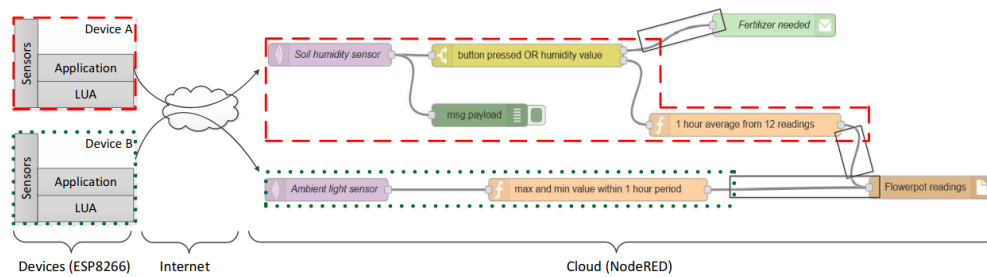 Device A
Sensors
Application
LUA
Device B
Sensors
Application
LUA
Soil humidity sensor
button pressed OR humidity value
Fertilizer needed
msg.payload
1 hour average from 12 readings
Ambient light sensor
max and min value within 1 hour period
Flowerpot readings
Devices (ESP8266)
Internet
Cloud (NodeRED)